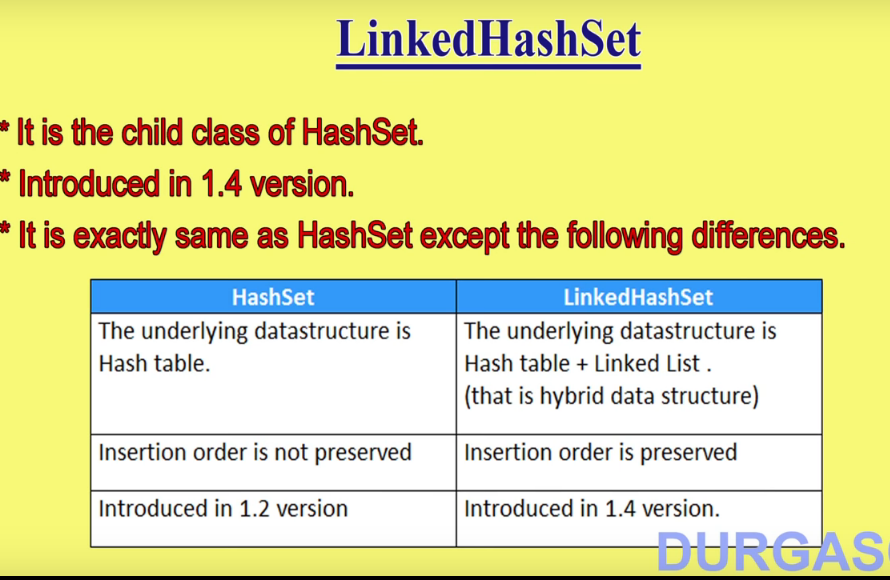 LinkedHashSet
* It is the child class of HashSet.
* Introduced in 1.4 version.
* It is exactly same as HashSet except the following differences.
HashSet
LinkedHashSet
The underlying datastructure is
Hash table.
The underlying datastructure is
Hash table + Linked List .
(that is hybrid data structure)
Insertion order is not preserved
Insertion order is preserved
Introduced in 1.2 version
Introduced in 1.4 version.